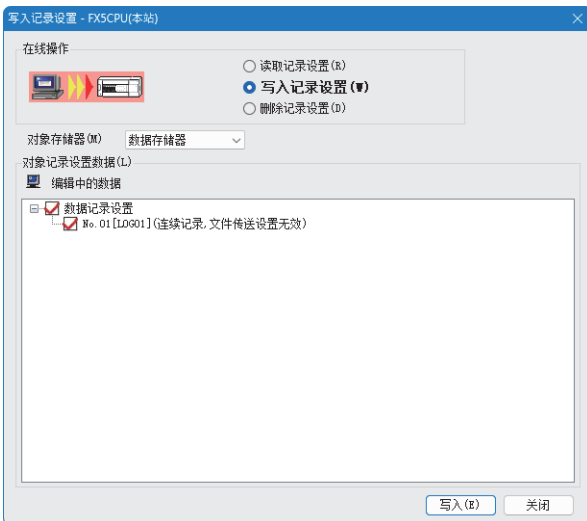 写入记录设置 - FX5CPU(本站)
在线操作
读取记录设置(R)
写入记录设置(W)
删除记录设置(D)
对象存储器(M) 数据存储器
对象记录设置数据(L)
编辑中的数据
数据记录设置
No.01[LOG01](连续记录,文件传送设置无效)
写入(E) 关闭